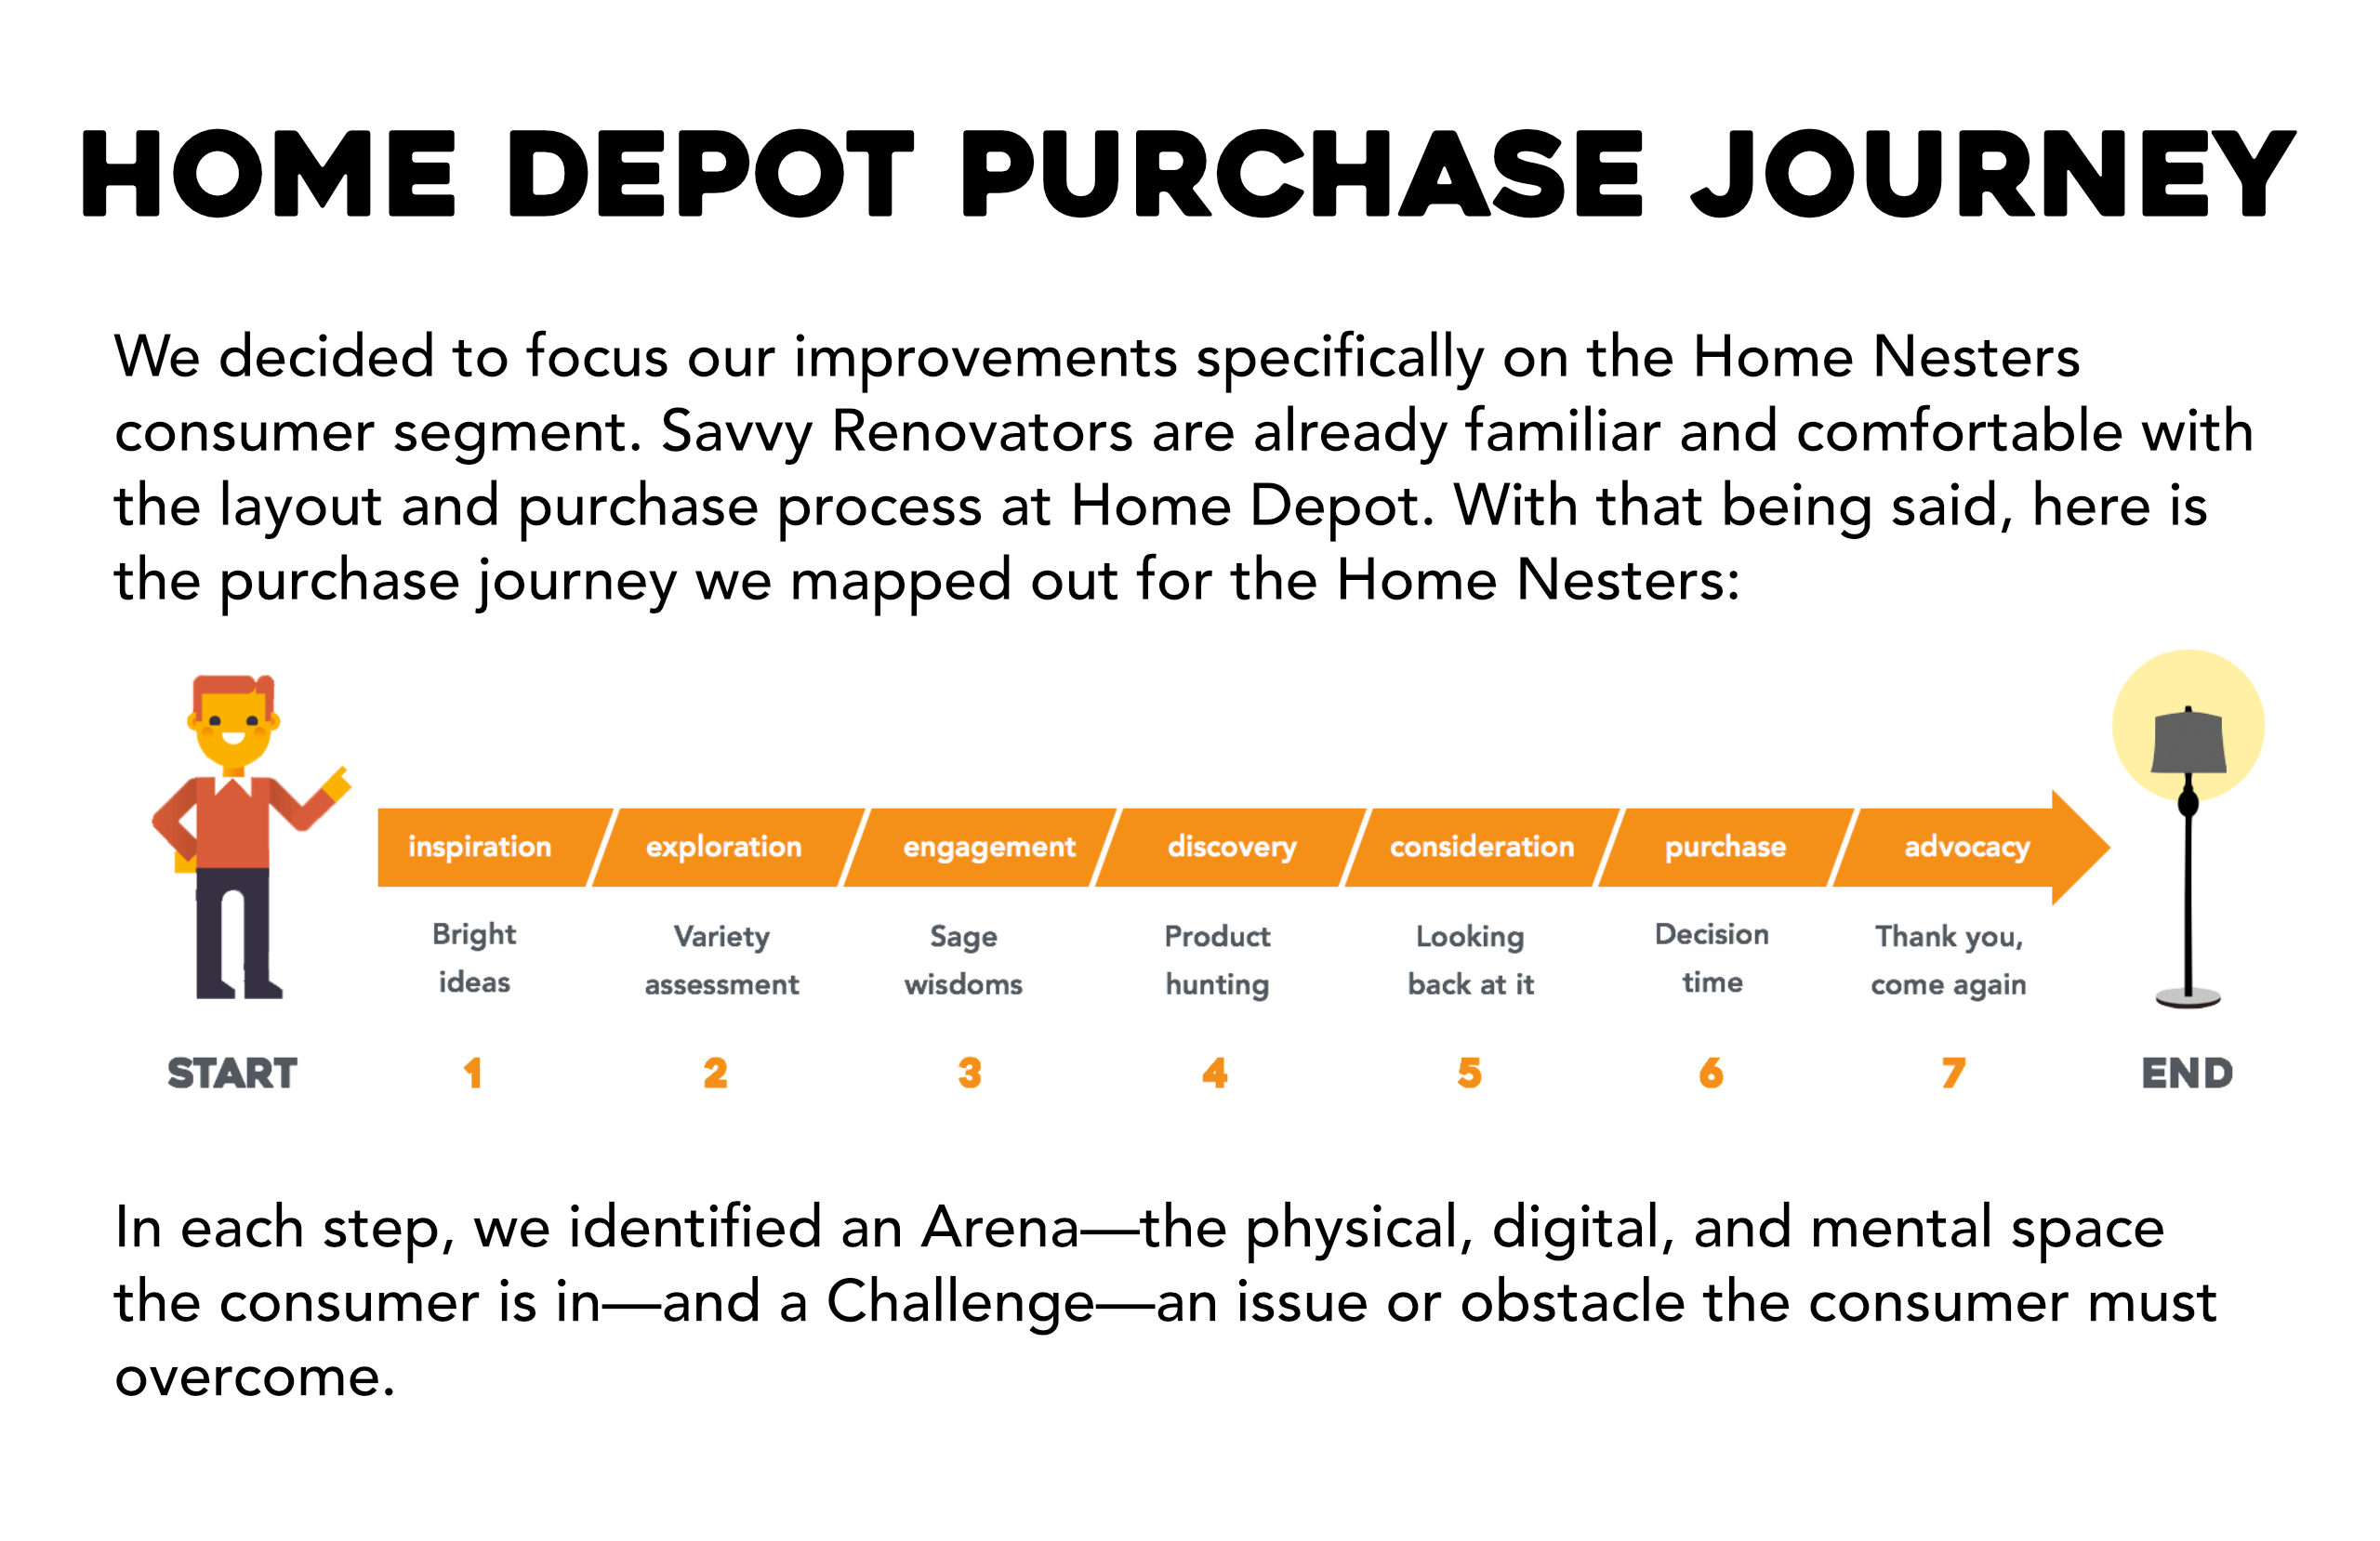 HOME DEPOT PURCHASE JOURNEY
We decided to focus our improvements specifically on the Home Nesters
consumer segment. Savvy Renovators are already familiar and comfortable with
the layout and purchase process at Home Depot. With that being said, here is
the purchase journey we mapped out for the Home Nesters:
inspiration exploration engagement discovery consideration purchase advocacy
Bright Variety Sage Product Looking Decision Thank you,
ideas assessment wisdoms hunting back at it time come again
START 1 2 3 4 5 6 7 END
In each step, we identified an Arena—the physical, digital, and mental space
the consumer is in—and a Challenge—an issue or obstacle the consumer must
overcome.